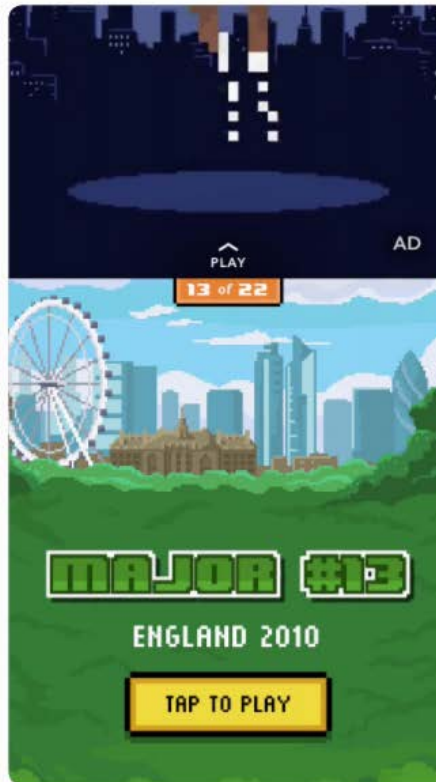 PLAY
AD
13 of 22
MAJOR #13
ENGLAND 2010
TAP TO PLAY